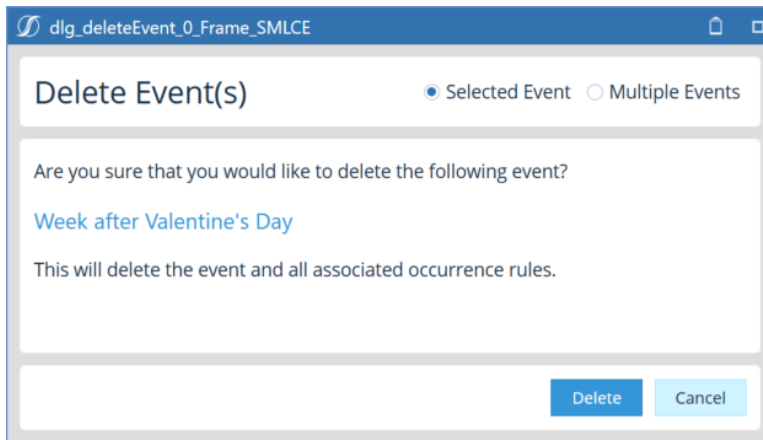 dlg_deleteEvent_0_Frame_SMLCE
Delete Event(s)
Selected Event
Multiple Events
Are you sure that you would like to delete the following event?
Week after Valentine's Day
This will delete the event and all associated occurrence rules.
Delete
Cancel